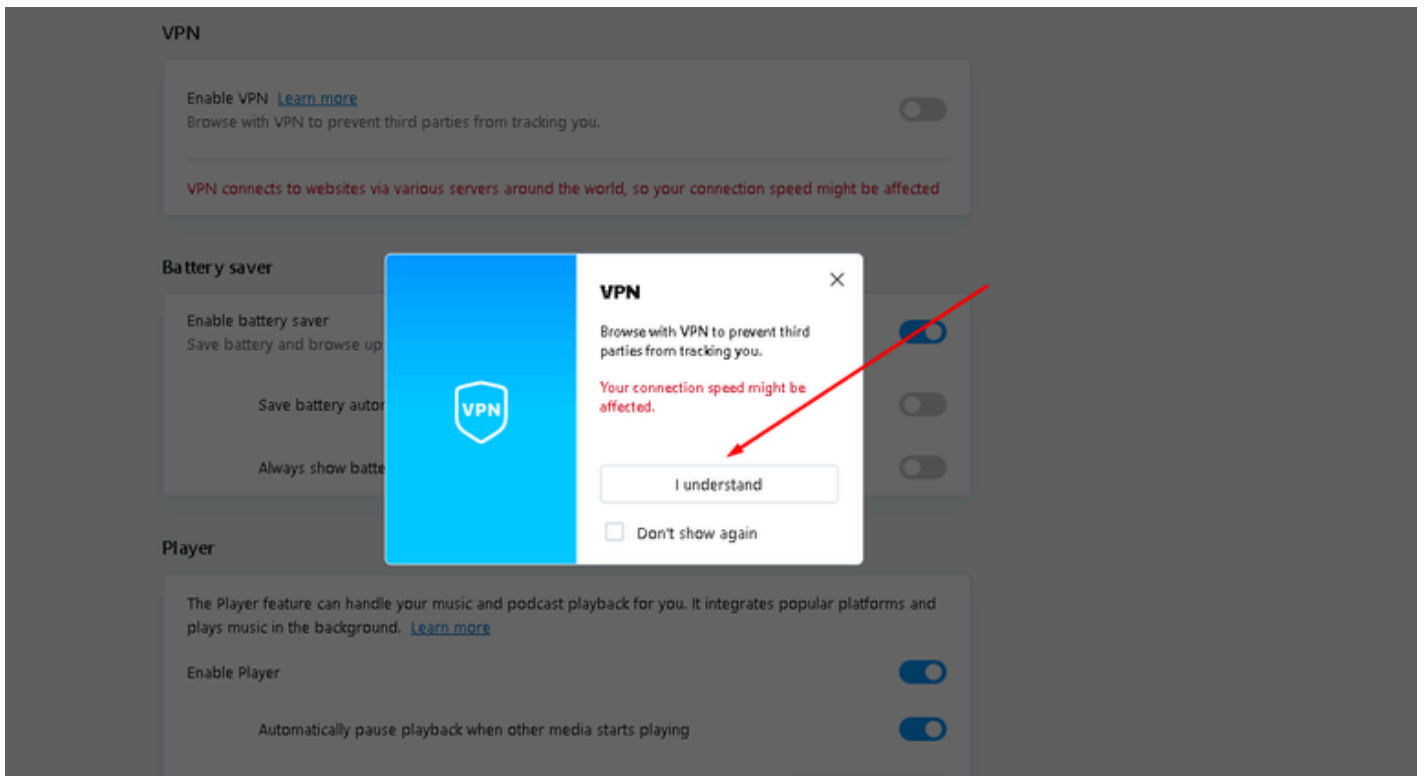 VPN
Enable VPN Learn more
Browse with VPN to prevent third parties from tracking you.
VPN connects to websites via various servers around the world, so your connection speed might be affected
Battery saver
Enable battery saver
Save battery and browse up
Save battery autor
Always show batte
VPN
VPN
Browse with VPN to prevent third
parties from tracking you.
Your connection speed might be
affected.
I understand
Don't show again
Player
The Player feature can handle your music and podcast playback for you. It integrates popular platforms and
plays music in the background. Learn more
Enable Player
Automatically pause playback when other media starts playing